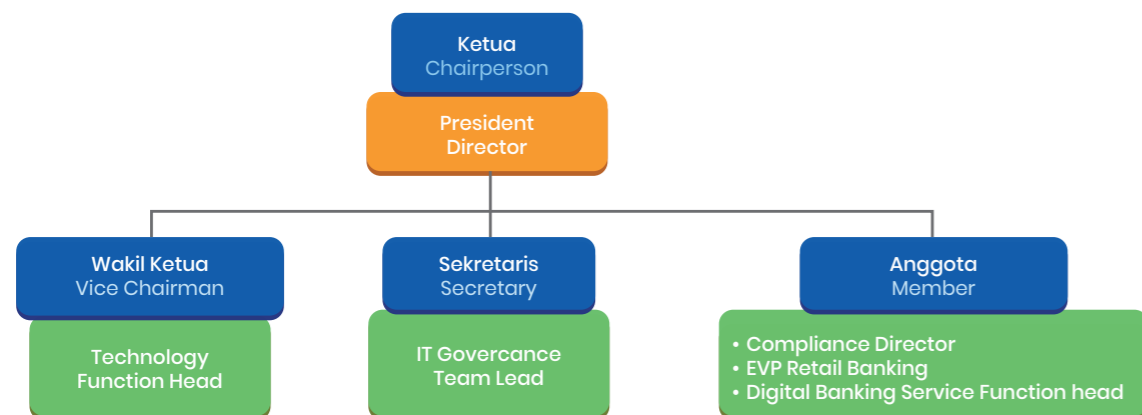 Ketua
Chairperson
President
Director
Wakil Ketua
Vice Chairman
Technology
Function Head
Sekretaris
Secretary
IT Govercance
Team Lead
Anggota
Member
• Compliance Director
• EVP Retail Banking
• Digital Banking Service Function head